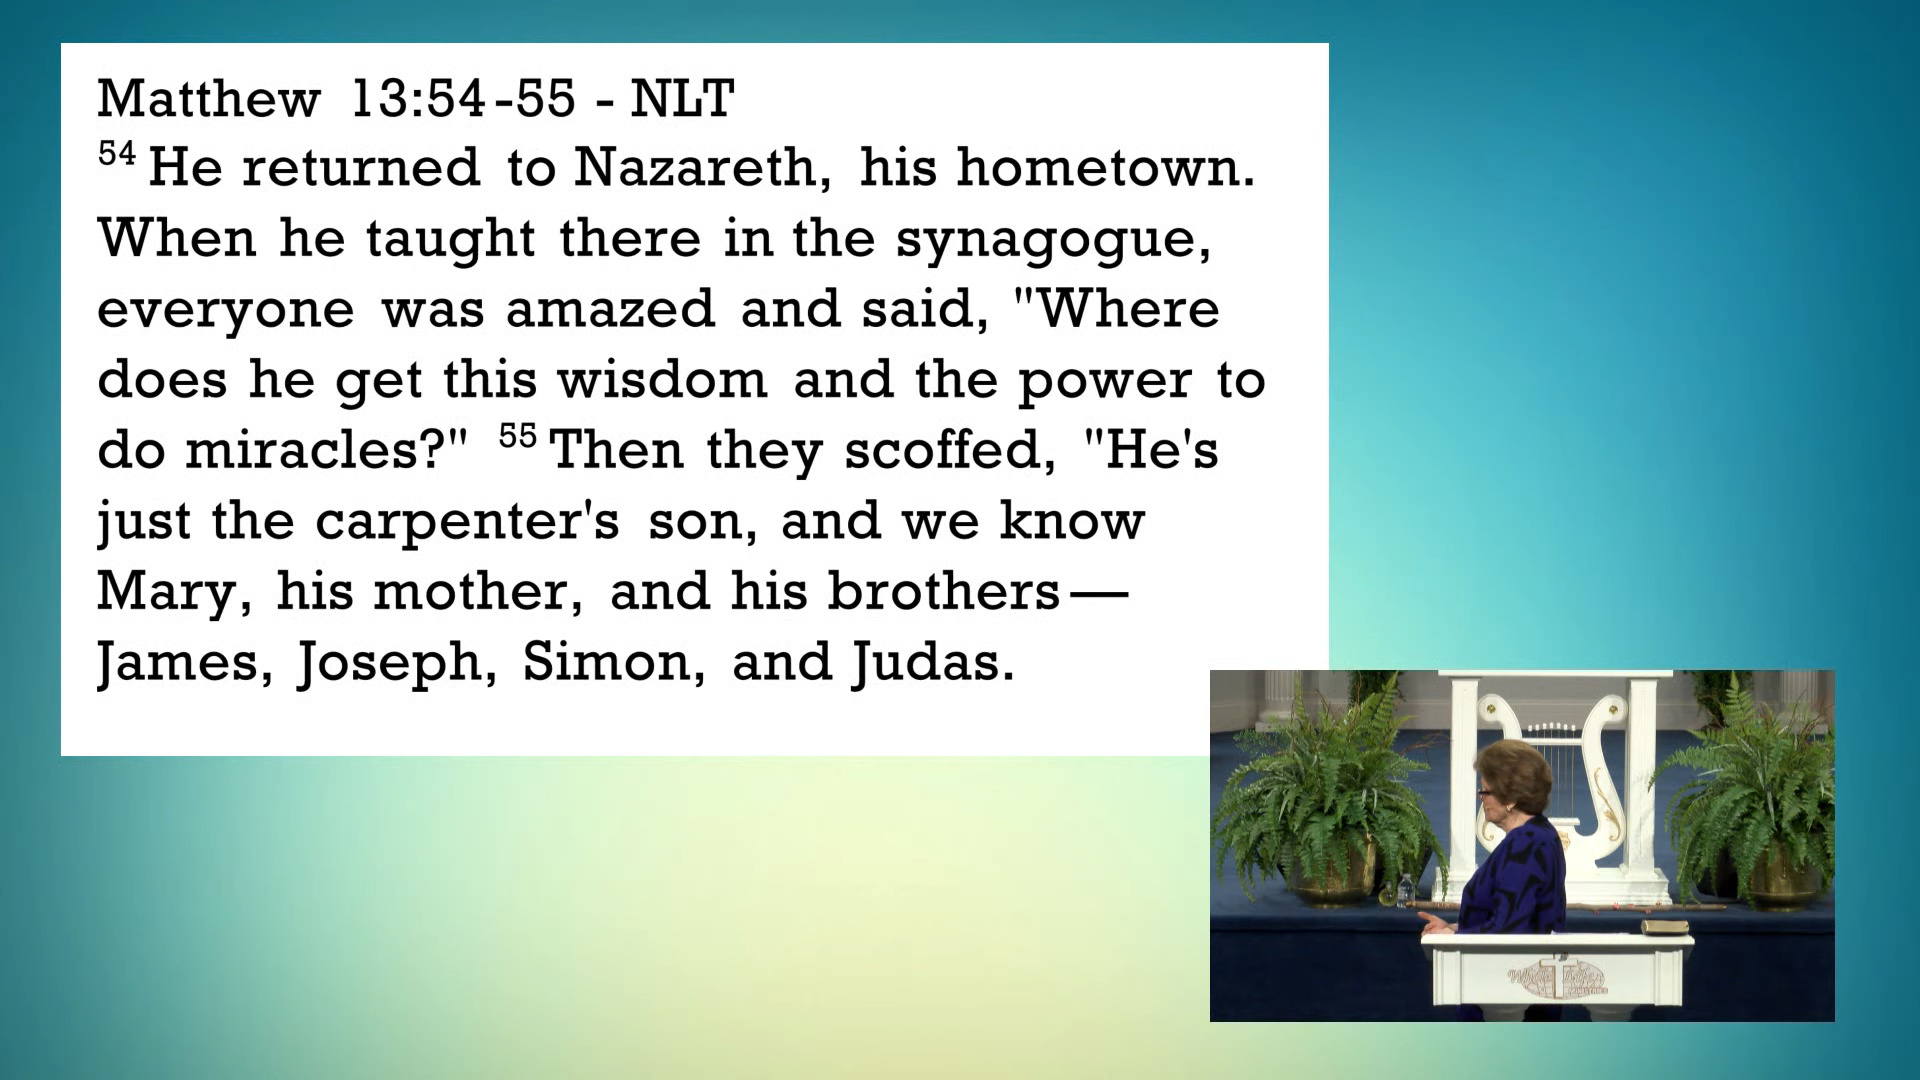 Matthew 13:54-55 - NLT
54 He returned to Nazareth, his hometown.
When he taught there in the synagogue,
everyone was amazed and said, "Where
does he get this wisdom and the power to
do miracles?" 55 Then they scoffed, "He's
just the carpenter's son, and we know
Mary, his mother, and his brothers—
James, Joseph, Simon, and Judas.